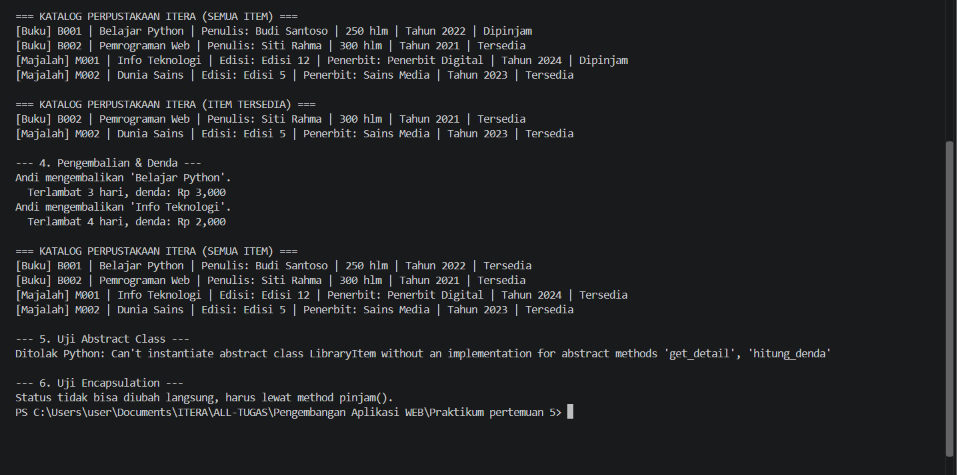 === KATALOG PERPUSTAKAAN ITERA (SEMUA ITEM) ===
[Buku] B001 | Belajar Python | Penulis: Budi Santoso | 250 hlm | Tahun 2022 | Dipinjam
[Buku] B002 | Pemrograman Web | Penulis: Siti Rahma | 300 hlm | Tahun 2021 | Tersedia
[Majalah] M001 | Info Teknologi | Edisi: Edisi 12 | Penerbit: Penerbit Digital | Tahun 2024 | Dipinjam
[Majalah] M002 | Dunia Sains | Edisi: Edisi 5 | Penerbit: Sains Media | Tahun 2023 | Tersedia

=== KATALOG PERPUSTAKAAN ITERA (ITEM TERSEDIA) ===
[Buku] B002 | Pemrograman Web | Penulis: Siti Rahma | 300 hlm | Tahun 2021 | Tersedia
[Majalah] M002 | Dunia Sains | Edisi: Edisi 5 | Penerbit: Sains Media | Tahun 2023 | Tersedia

--- 4. Pengembalian & Denda ---
Andi mengembalikan 'Belajar Python'.
  Terlambat 3 hari, denda: Rp 3,000
Andi mengembalikan 'Info Teknologi'.
  Terlambat 4 hari, denda: Rp 2,000

=== KATALOG PERPUSTAKAAN ITERA (SEMUA ITEM) ===
[Buku] B001 | Belajar Python | Penulis: Budi Santoso | 250 hlm | Tahun 2022 | Tersedia
[Buku] B002 | Pemrograman Web | Penulis: Siti Rahma | 300 hlm | Tahun 2021 | Tersedia
[Majalah] M001 | Info Teknologi | Edisi: Edisi 12 | Penerbit: Penerbit Digital | Tahun 2024 | Tersedia
[Majalah] M002 | Dunia Sains | Edisi: Edisi 5 | Penerbit: Sains Media | Tahun 2023 | Tersedia

--- 5. Uji Abstract Class ---
Ditolak Python: Can't instantiate abstract class LibraryItem without an implementation for abstract methods 'get_detail', 'hitung_denda'

--- 6. Uji Encapsulation ---
Status tidak bisa diubah langsung, harus lewat method pinjam().
PS C:\Users\user\Documents\ITERA\ALL-TUGAS\Pengembangan Aplikasi WEB\Praktikum pertemuan 5>